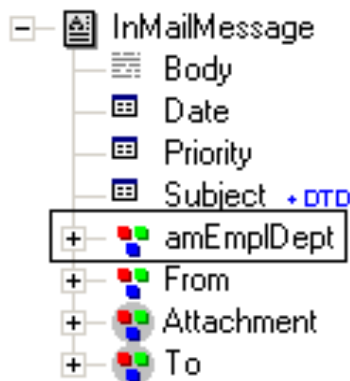 InMailMessage
Body
Date
Priority
Subject + DTD
amEmplDept
From
Attachment
To